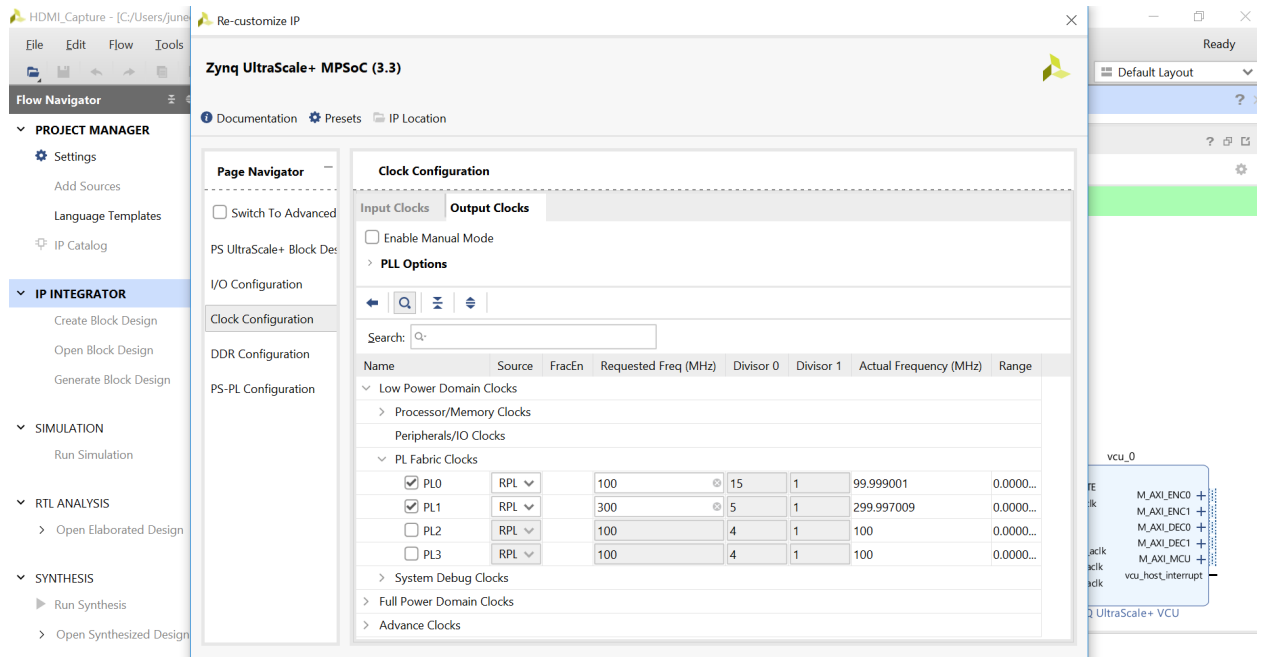 HDMI_Capture - [C:/Users/june
Re-customize IP
File Edit Flow Tools
Ready
Zynq UltraScale+ MPSoC (3.3)
Default Layout
Flow Navigator
?
Documentation Presets IP Location
PROJECT MANAGER
?
Settings
Page Navigator
Clock Configuration
Add Sources
Input Clocks Output Clocks
Switch To Advanced
Language Templates
Enable Manual Mode
IP Catalog
PS UltraScale+ Block Des
PLL Options
I/O Configuration
IP INTEGRATOR
Create Block Design
Clock Configuration
Search:
Open Block Design
DDR Configuration
Name Source FracEn Requested Freq (MHz) Divisor 0 Divisor 1 Actual Frequency (MHz) Range
Generate Block Design
PS-PL Configuration
Low Power Domain Clocks
Processor/Memory Clocks
SIMULATION
Peripherals/IO Clocks
Run Simulation
PL Fabric Clocks
vcu_0
PL0 RPL 100 15 1 99.999001 0.0000...
RTL ANALYSIS
M_AXI_ENC0
PL1 RPL 300 5 1 299.997009 0.0000...
M_AXI_ENC1
Open Elaborated Design
PL2 RPL 100 4 1 100 0.0000...
M_AXI_DEC0
M_AXI_DEC1
PL3 RPL 100 4 1 100 0.0000...
_aclk
M_AXI_MCU
aclk
SYNTHESIS
System Debug Clocks
vcu_host_interrupt
aclk
Run Synthesis
Full Power Domain Clocks
UltraScale+ VCU
Advance Clocks
Open Synthesized Design